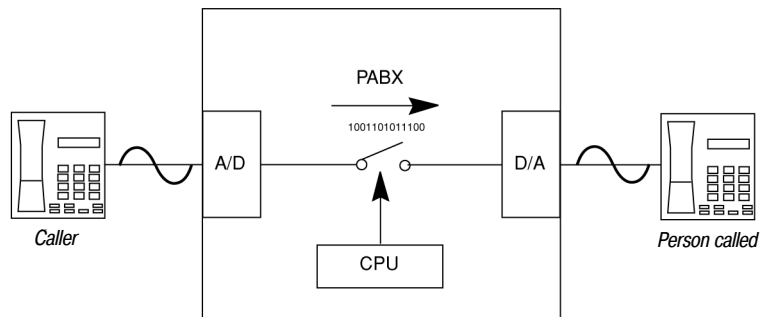 PABX
1001101011100
A/D
D/A
Caller
Person called
CPU